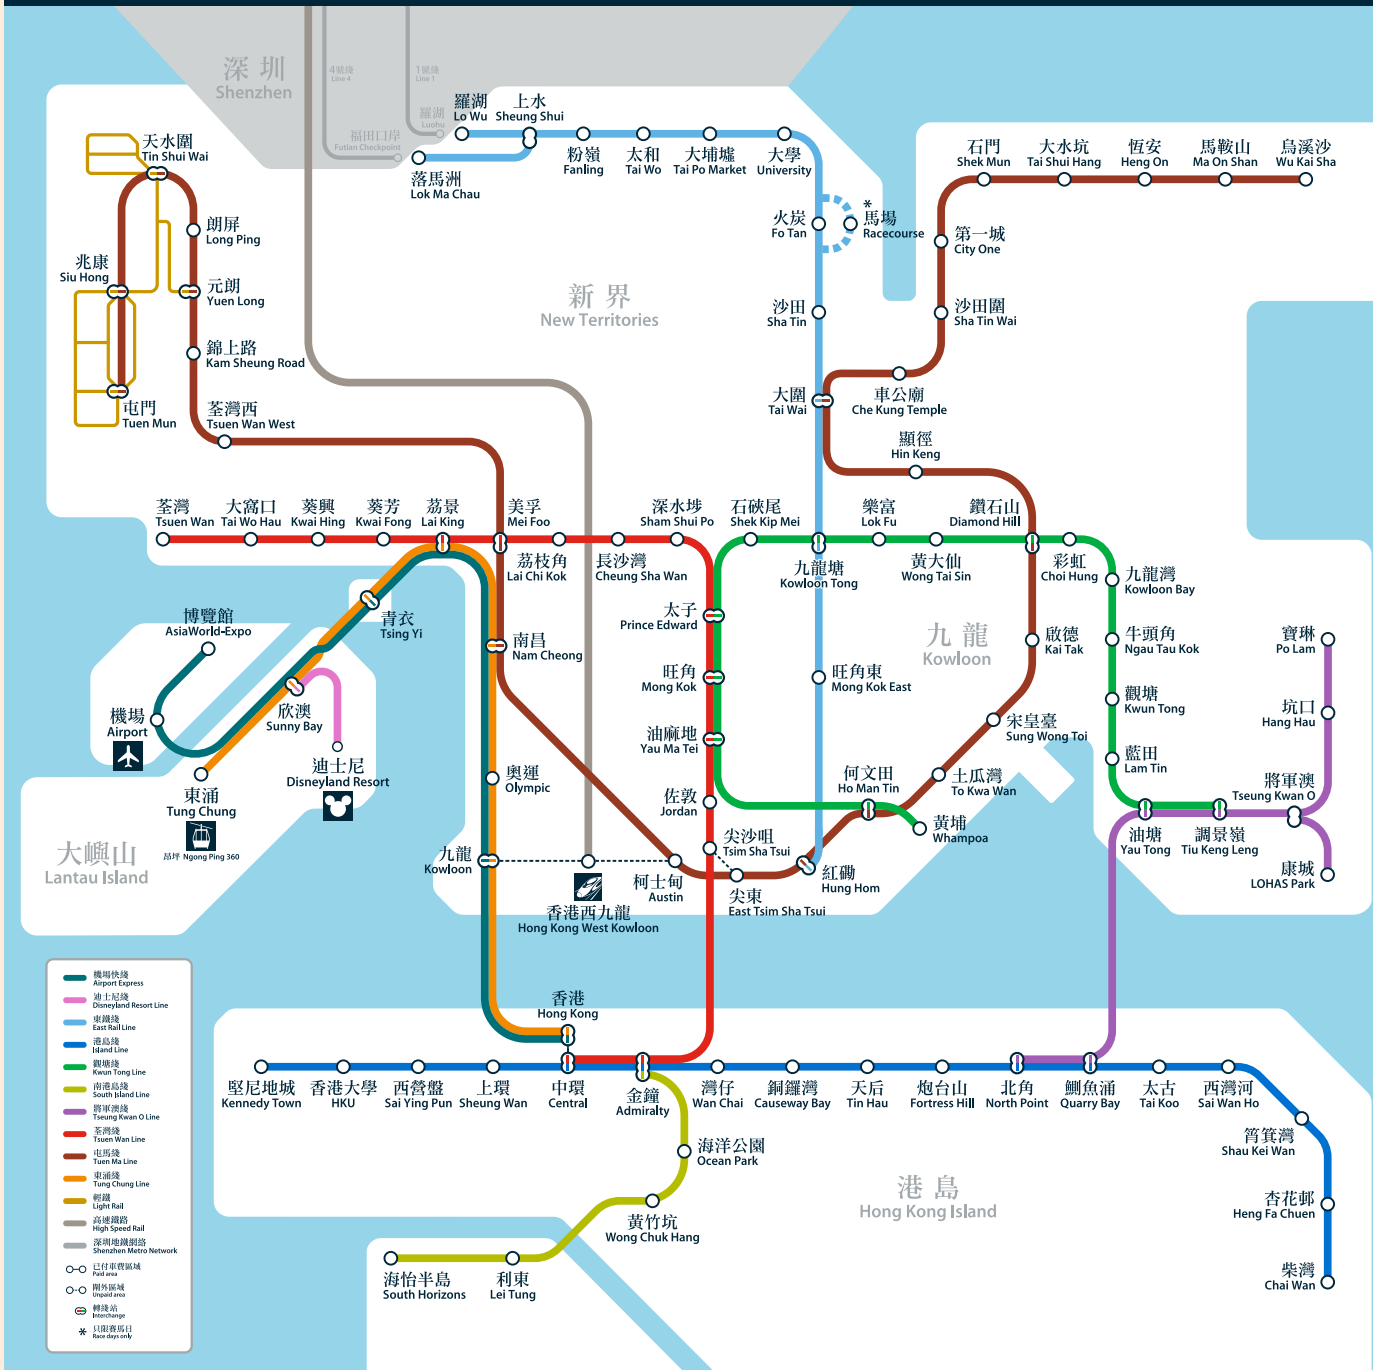 深圳
Shenzhen
4號綫
Line 4
1號綫
Line 1
羅湖
Luohu
福田口岸
Futian Checkpoint
羅湖
Lo Wu
上水
Sheung Shui
落馬洲
Lok Ma Chau
粉嶺
Fanling
太和
Tai Wo
大埔墟
Tai Po Market
大學
University
火炭
Fo Tan
*
馬場
Racecourse
沙田
Sha Tin
大圍
Tai Wai
石門
Shek Mun
大水坑
Tai Shui Hang
恆安
Heng On
馬鞍山
Ma On Shan
烏溪沙
Wu Kai Sha
第一城
City One
沙田圍
Sha Tin Wai
車公廟
Che Kung Temple
顯徑
Hin Keng
天水圍
Tin Shui Wai
朗屏
Long Ping
兆康
Siu Hong
元朗
Yuen Long
錦上路
Kam Sheung Road
屯門
Tuen Mun
荃灣西
Tsuen Wan West
新界
New Territories
荃灣
Tsuen Wan
大窩口
Tai Wo Hau
葵興
Kwai Hing
葵芳
Kwai Fong
荔景
Lai King
美孚
Mei Foo
荔枝角
Lai Chi Kok
長沙灣
Cheung Sha Wan
深水埗
Sham Shui Po
石硤尾
Shek Kip Mei
九龍塘
Kowloon Tong
樂富
Lok Fu
黃大仙
Wong Tai Sin
鑽石山
Diamond Hill
彩虹
Choi Hung
九龍灣
Kowloon Bay
牛頭角
Ngau Tau Kok
觀塘
Kwun Tong
藍田
Lam Tin
油塘
Yau Tong
調景嶺
Tiu Keng Leng
將軍澳
Tseung Kwan O
寶琳
Po Lam
坑口
Hang Hau
康城
LOHAS Park
九龍
Kowloon
啟德
Kai Tak
宋皇臺
Sung Wong Toi
土瓜灣
To Kwa Wan
何文田
Ho Man Tin
黃埔
Whampoa
太子
Prince Edward
旺角
Mong Kok
油麻地
Yau Ma Tei
旺角東
Mong Kok East
佐敦
Jordan
尖沙咀
Tsim Sha Tsui
尖東
East Tsim Sha Tsui
紅磡
Hung Hom
柯士甸
Austin
香港西九龍
Hong Kong West Kowloon
九龍
Kowloon
奧運
Olympic
南昌
Nam Cheong
青衣
Tsing Yi
博覽館
AsiaWorld-Expo
機場
Airport
欣澳
Sunny Bay
迪士尼
Disneyland Resort
東涌
Tung Chung
昂坪 Ngong Ping 360
大嶼山
Lantau Island
香港
Hong Kong
堅尼地城
Kennedy Town
香港大學
HKU
西營盤
Sai Ying Pun
上環
Sheung Wan
中環
Central
金鐘
Admiralty
灣仔
Wan Chai
銅鑼灣
Causeway Bay
天后
Tin Hau
炮台山
Fortress Hill
北角
North Point
鰂魚涌
Quarry Bay
太古
Tai Koo
西灣河
Sai Wan Ho
筲箕灣
Shau Kei Wan
杏花邨
Heng Fa Chuen
柴灣
Chai Wan
海洋公園
Ocean Park
黃竹坑
Wong Chuk Hang
利東
Lei Tung
海怡半島
South Horizons
港島
Hong Kong Island
機場快綫
Airport Express
迪士尼綫
Disneyland Resort Line
東鐵綫
East Rail Line
港島綫
Island Line
觀塘綫
Kwun Tong Line
南港島綫
South Island Line
將軍澳綫
Tseung Kwan O Line
荃灣綫
Tsuen Wan Line
屯馬綫
Tuen Ma Line
東涌綫
Tung Chung Line
輕鐵
Light Rail
高速鐵路
High Speed Rail
深圳地鐵網絡
Shenzhen Metro Network
已付車費區域
Paid area
閘外區域
Unpaid area
轉綫站
Interchange
* 只限賽馬日
Race days only